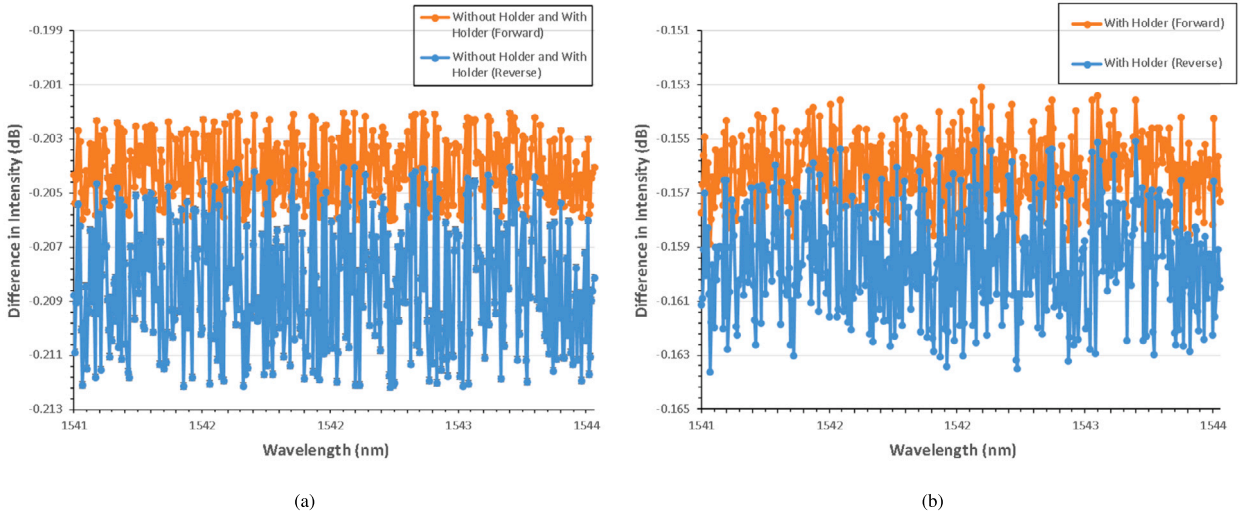 Without Holder and With
Holder (Forward)
Without Holder and With
Holder (Reverse)
-0.199
-0.201
-0.203
-0.205
-0.207
-0.209
-0.211
-0.213
Difference in Intensity (dB)
1541 1542 1542 1543 1544
Wavelength (nm)
(a)
With Holder (Forward)
With Holder (Reverse)
-0.151
-0.153
-0.155
-0.157
-0.159
-0.161
-0.163
-0.165
Difference in Intensity (dB)
1541 1542 1542 1543 1544
Wavelength (nm)
(b)